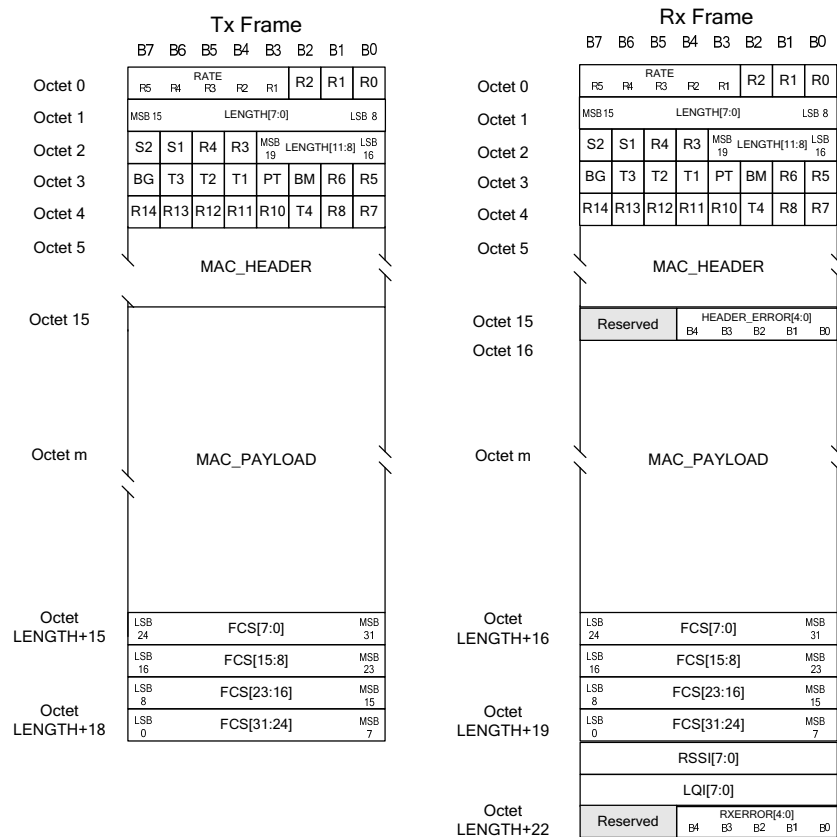 Tx Frame
B7 B6 B5 B4 B3 B2 B1 B0
Octet 0
RATE
R5 R4 R3 R2 R1
R2 R1 R0
Octet 1
MSB 15 LENGTH[7:0] LSB 8
Octet 2
S2 S1 R4 R3 MSB 19 LENGTH[11:8] LSB 16
Octet 3
BG T3 T2 T1 PT BM R6 R5
Octet 4
R14 R13 R12 R11 R10 T4 R8 R7
Octet 5
MAC_HEADER
Octet 15
Octet m
MAC_PAYLOAD
Octet
LENGTH+15
LSB 24 FCS[7:0] MSB 31
LSB 16 FCS[15:8] MSB 23
LSB 8 FCS[23:16] MSB 15
Octet
LENGTH+18
LSB 0 FCS[31:24] MSB 7
Rx Frame
B7 B6 B5 B4 B3 B2 B1 B0
Octet 0
RATE
R5 R4 R3 R2 R1
R2 R1 R0
Octet 1
MSB 15 LENGTH[7:0] LSB 8
Octet 2
S2 S1 R4 R3 MSB 19 LENGTH[11:8] LSB 16
Octet 3
BG T3 T2 T1 PT BM R6 R5
Octet 4
R14 R13 R12 R11 R10 T4 R8 R7
Octet 5
MAC_HEADER
Octet 15
Reserved
HEADER_ERROR[4:0]
B4 B3 B2 B1 B0
Octet 16
Octet m
MAC_PAYLOAD
Octet
LENGTH+16
LSB 24 FCS[7:0] MSB 31
LSB 16 FCS[15:8] MSB 23
LSB 8 FCS[23:16] MSB 15
Octet
LENGTH+19
LSB 0 FCS[31:24] MSB 7
RSSI[7:0]
LQI[7:0]
Octet
LENGTH+22
Reserved
RXERROR[4:0]
B4 B3 B2 B1 B0